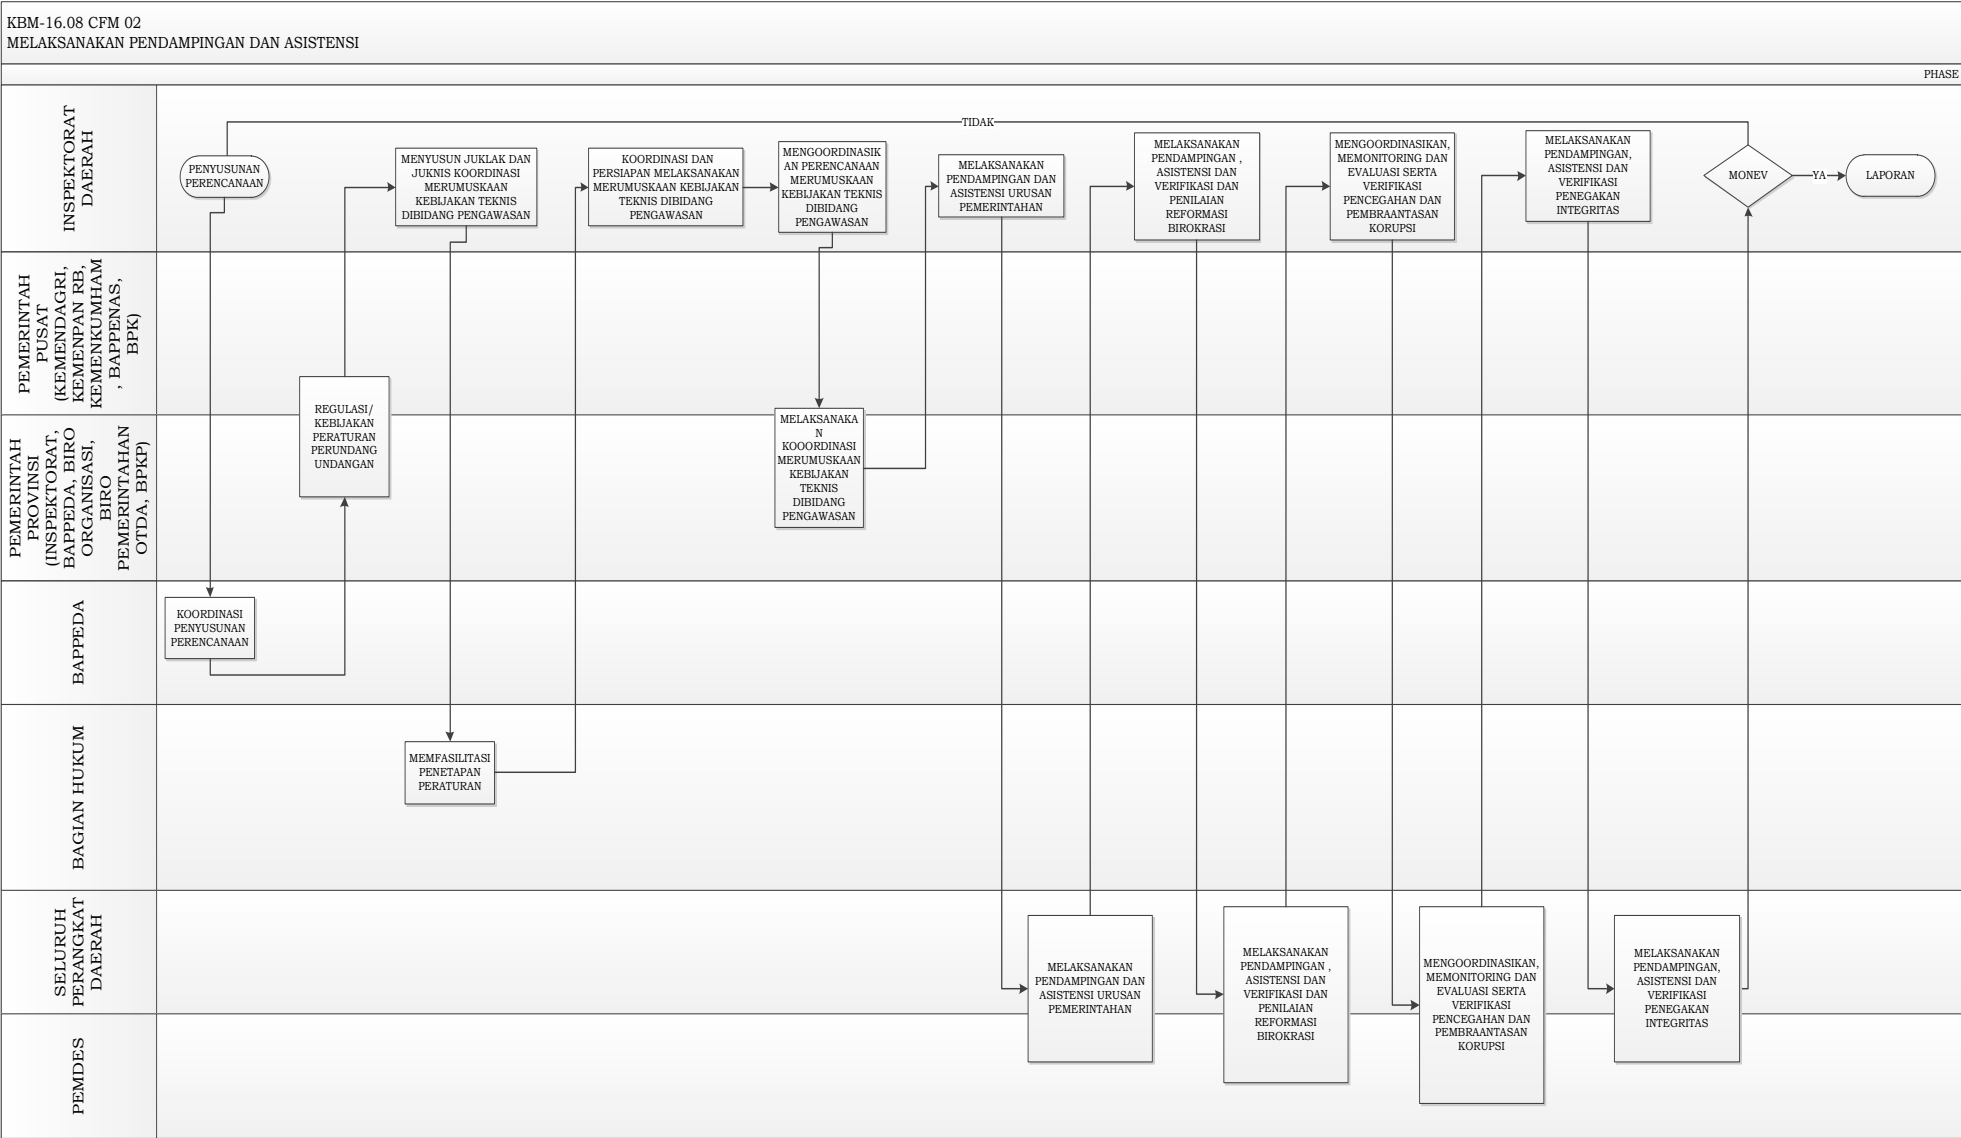 KBM-16.08 CFM 02
MELAKSANAKAN PENDAMPINGAN DAN ASISTENSI
PHASE
INSPEKTORAT
DAERAH
TIDAK
PENYUSUNAN
PERENCANAAN
MENYUSUN JUKLAK DAN
JUKNIS KOORDINASI
MERUMUSKAAN
KEBIJAKAN TEKNIS
DIBIDANG PENGAWASAN
KOORDINASI DAN
PERSIAPAN MELAKSANAKAN
MERUMUSKAAN KEBIJAKAN
TEKNIS DIBIDANG
PENGAWASAN
MENGOORDINASIK
AN PERENCANAAN
MERUMUSKAAN
KEBIJAKAN TEKNIS
DIBIDANG
PENGAWASAN
MELAKSANAKAN
PENDAMPINGAN DAN
ASISTENSI URUSAN
PEMERINTAHAN
MELAKSANAKAN
PENDAMPINGAN ,
ASISTENSI DAN
VERIFIKASI DAN
PENILAIAN
REFORMASI
BIROKRASI
MENGOORDINASIKAN,
MEMONITORING DAN
EVALUASI SERTA
VERIFIKASI
PENCEGAHAN DAN
PEMBRAANTASAN
KORUPSI
MELAKSANAKAN
PENDAMPINGAN,
ASISTENSI DAN
VERIFIKASI
PENEGAKAN
INTEGRITAS
MONEV
YA
LAPORAN
PEMERINTAH
PUSAT
(KEMENDAGRI,
KEMENPAN RB,
KEMENKUMHAM
, BAPPENAS,
BPK)
REGULASI/
KEBIJAKAN
PERATURAN
PERUNDANG
UNDANGAN
MELAKSANAKA
N
KOOORDINASI
MERUMUSKAAN
KEBIJAKAN
TEKNIS
DIBIDANG
PENGAWASAN
PEMERINTAH
PROVINSI
(INSPEKTORAT,
BAPPEDA, BIRO
ORGANISASI,
BIRO
PEMERINTAHAN
OTDA, BPKP)
BAPPEDA
KOORDINASI
PENYUSUNAN
PERENCANAAN
BAGIAN HUKUM
MEMFASILITASI
PENETAPAN
PERATURAN
SELURUH
PERANGKAT
DAERAH
MELAKSANAKAN
PENDAMPINGAN DAN
ASISTENSI URUSAN
PEMERINTAHAN
MELAKSANAKAN
PENDAMPINGAN ,
ASISTENSI DAN
VERIFIKASI DAN
PENILAIAN
REFORMASI
BIROKRASI
MENGOORDINASIKAN,
MEMONITORING DAN
EVALUASI SERTA
VERIFIKASI
PENCEGAHAN DAN
PEMBRAANTASAN
KORUPSI
MELAKSANAKAN
PENDAMPINGAN,
ASISTENSI DAN
VERIFIKASI
PENEGAKAN
INTEGRITAS
PEMDES